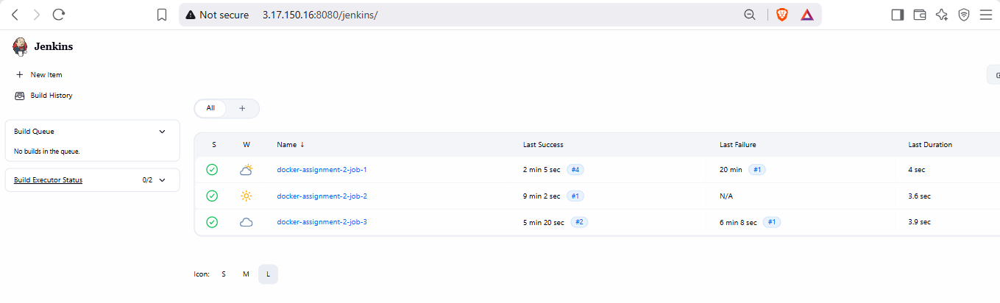 Not secure 3.17.150.16:8080/jenkins/
Jenkins
New Item
Build History
All +
Build Queue
No builds in the queue.
Build Executor Status 0/2
S W Name ↓ Last Success Last Failure Last Duration
docker-assignment-2-job-1 2 min 5 sec #4 20 min #1 4 sec
docker-assignment-2-job-2 9 min 2 sec #1 N/A 3.6 sec
docker-assignment-2-job-3 5 min 20 sec #2 6 min 8 sec #1 3.9 sec
Icon: S M L